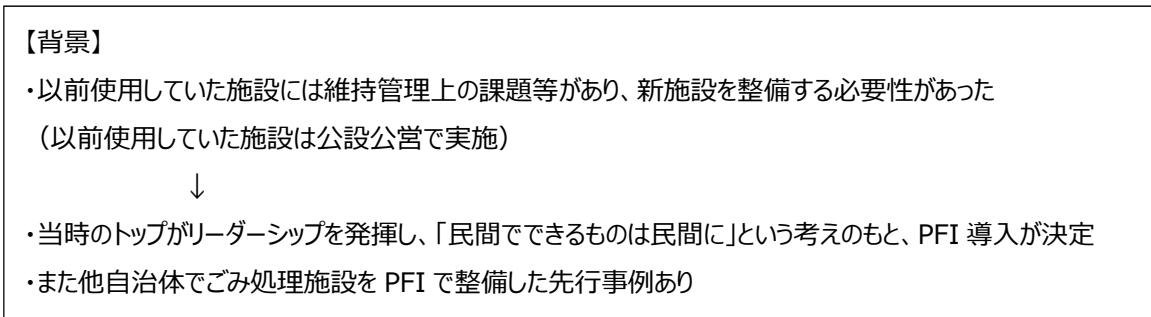 【背景】
・以前使用していた施設には維持管理上の課題等があり、新施設を整備する必要性があった
（以前使用していた施設は公設公営で実施）
↓
・当時のトップがリーダーシップを発揮し、「民間でできるものは民間に」という考えのもと、PFI 導入が決定
・また他自治体でごみ処理施設を PFI で整備した先行事例あり